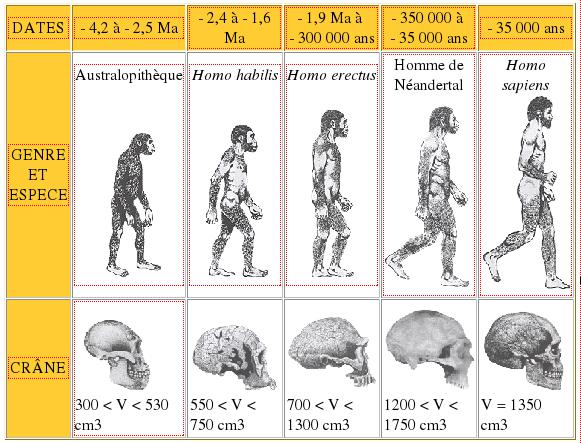 DATES
- 4,2 à - 2,5 Ma
- 2,4 à - 1,6
Ma
- 1,9 Ma à
- 300 000 ans
- 350 000 à
- 35 000 ans
- 35 000 ans
GENRE
ET
ESPECE
Australopithèque
Homo habilis
Homo erectus
Homme de
Néandertal
Homo
sapiens
CRÂNE
300 < V < 530
cm3
550 < V <
750 cm3
700 < V <
1300 cm3
1200 < V <
1750 cm3
V = 1350
cm3